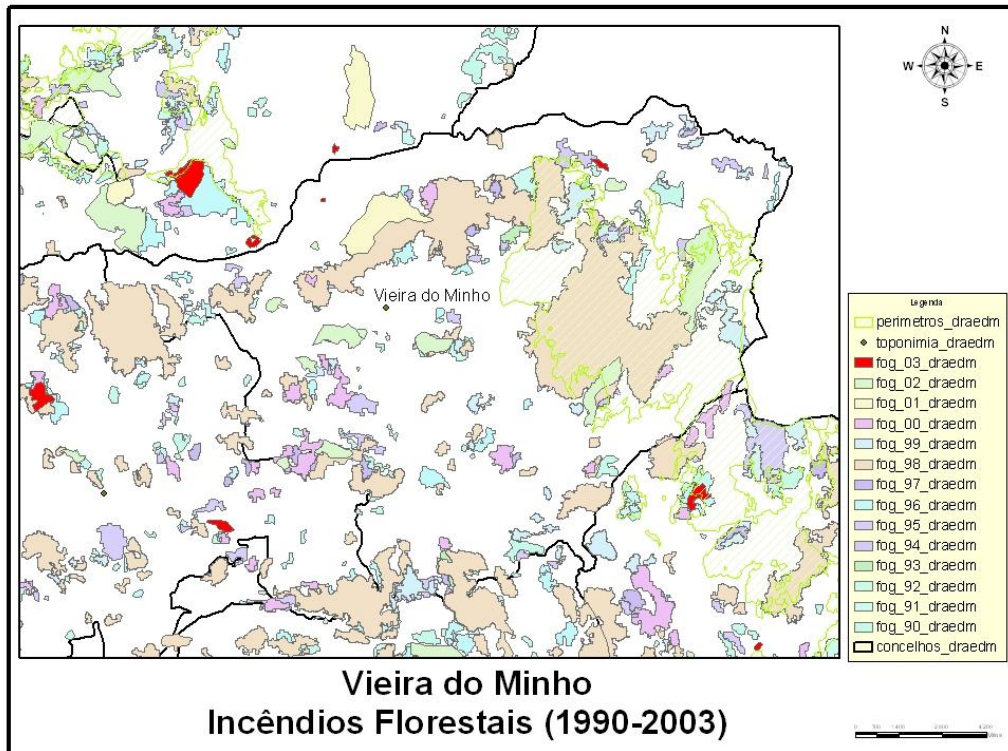 N
W E
S
Vieira do Minho
Legenda
perimetros_draedm
toponimia_draedm
fog_03_draedm
fog_02_draedm
fog_01_draedm
fog_00_draedm
fog_99_draedm
fog_98_draedm
fog_97_draedm
fog_96_draedm
fog_95_draedm
fog_94_draedm
fog_93_draedm
fog_92_draedm
fog_91_draedm
fog_90_draedm
concelhos_draedm
Vieira do Minho
Incêndios Florestais (1990-2003)